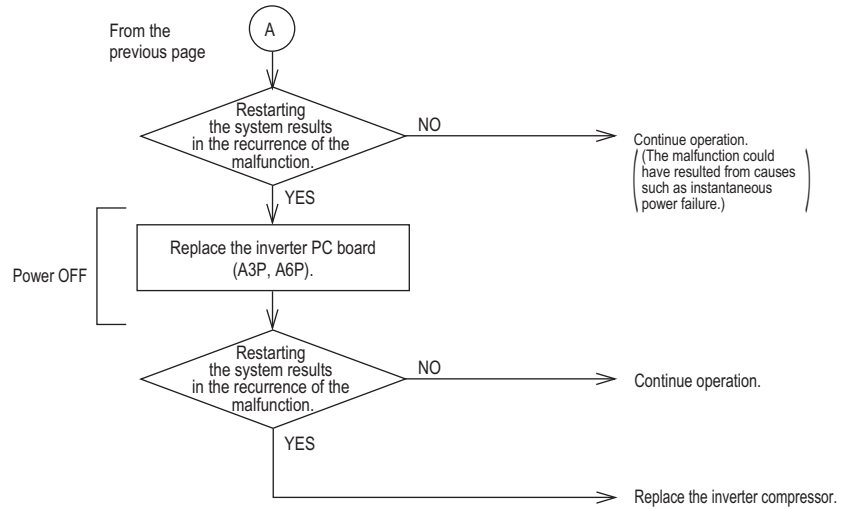 From the
previous page
A
Restarting
the system results
in the recurrence of the
malfunction.
NO
Continue operation.
(The malfunction could
have resulted from causes
such as instantaneous
power failure.)
YES
Power OFF
Replace the inverter PC board
(A3P, A6P).
Restarting
the system results
in the recurrence of the
malfunction.
NO
Continue operation.
YES
Replace the inverter compressor.